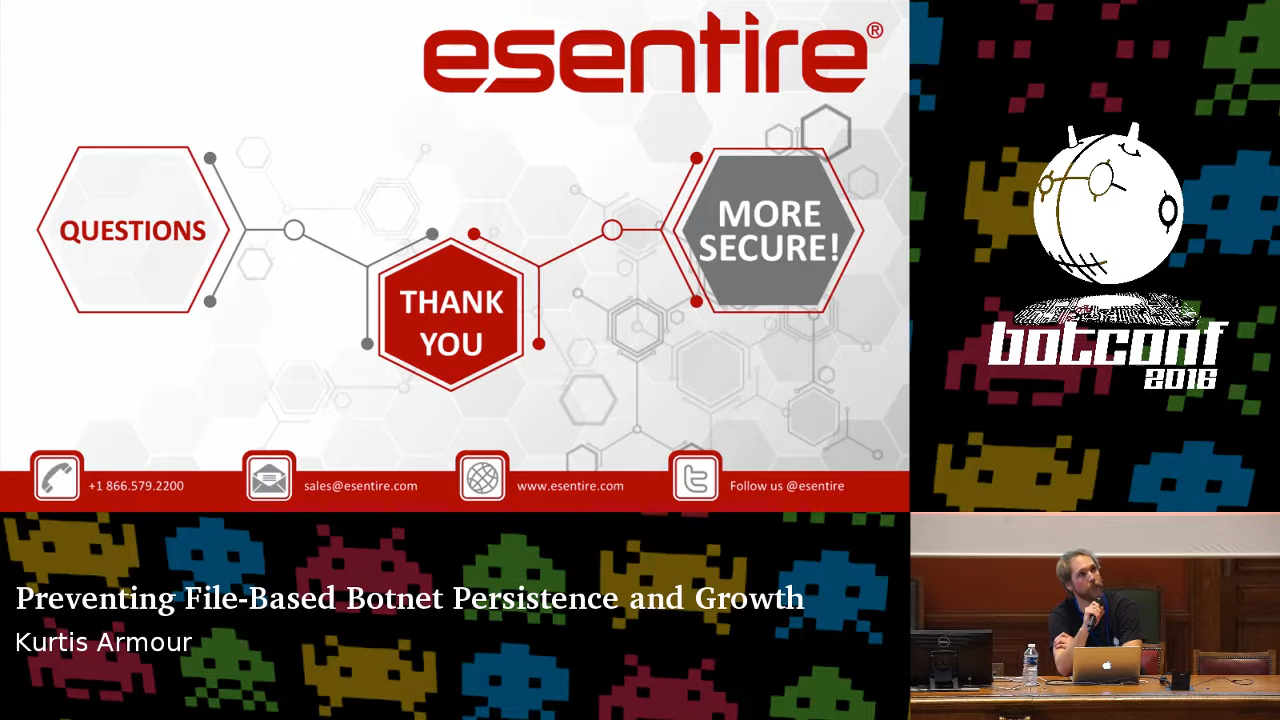 esentire®
QUESTIONS
THANK
YOU
MORE
SECURE!
+1 866.579.2200
sales@esentire.com
www.esentire.com
Follow us @esentire
botconf
2016
Preventing File-Based Botnet Persistence and Growth
Kurtis Armour